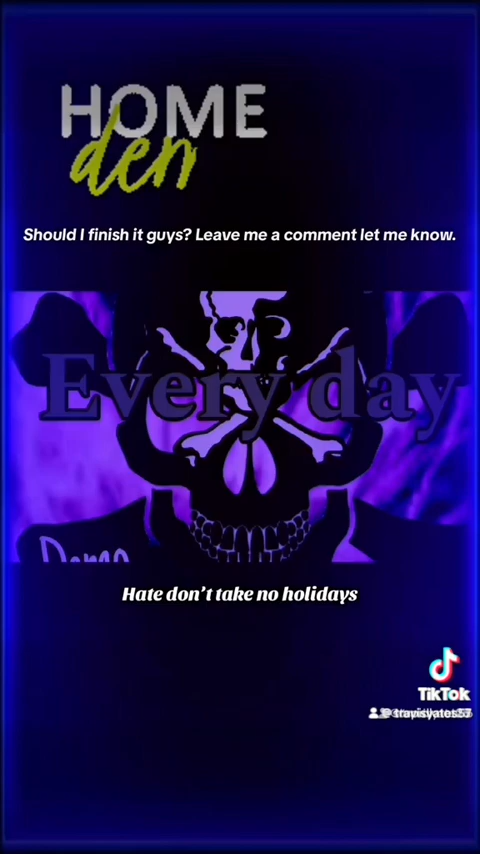 HOME
den
Should I finish it guys? Leave me a comment let me know.
Every day
Demo
Hate don't take no holidays
TikTok